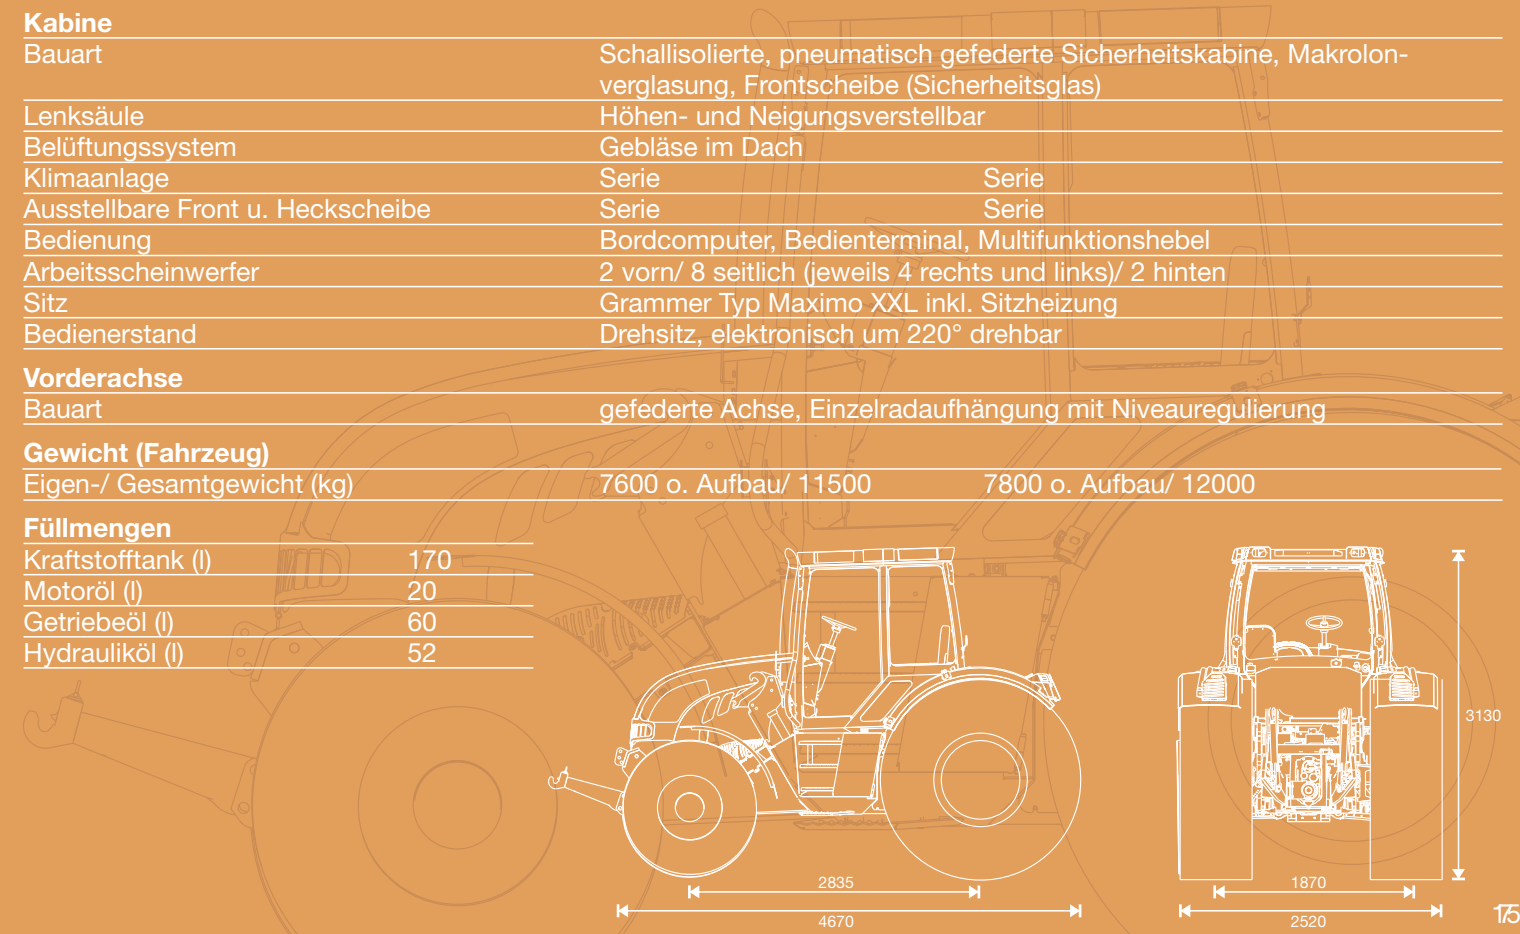 Kabine
Bauart Schallisolierte, pneumatisch gefederte Sicherheitskabine, Makrolon-
verglasung, Frontscheibe (Sicherheitsglas)
Lenksäule Höhen- und Neigungsverstellbar
Belüftungssystem Gebläse im Dach
Klimaanlage Serie Serie
Ausstellbare Front u. Heckscheibe Serie Serie
Bedienung Bordcomputer, Bedienterminal, Multifunktionshebel
Arbeitsscheinwerfer 2 vorn/ 8 seitlich (jeweils 4 rechts und links)/ 2 hinten
Sitz Grammer Typ Maximo XXL inkl. Sitzheizung
Bedienerstand Drehsitz, elektronisch um 220° drehbar
Vorderachse
Bauart gefederte Achse, Einzelradaufhängung mit Niveauregulierung
Gewicht (Fahrzeug)
Eigen-/ Gesamtgewicht (kg) 7600 o. Aufbau/ 11500 7800 o. Aufbau/ 12000
Füllmengen
Kraftstofftank (l) 170
Motoröl (l) 20
Getriebeöl (l) 60
Hydrauliköl (l) 52
3130
2835 1870
4670 2520